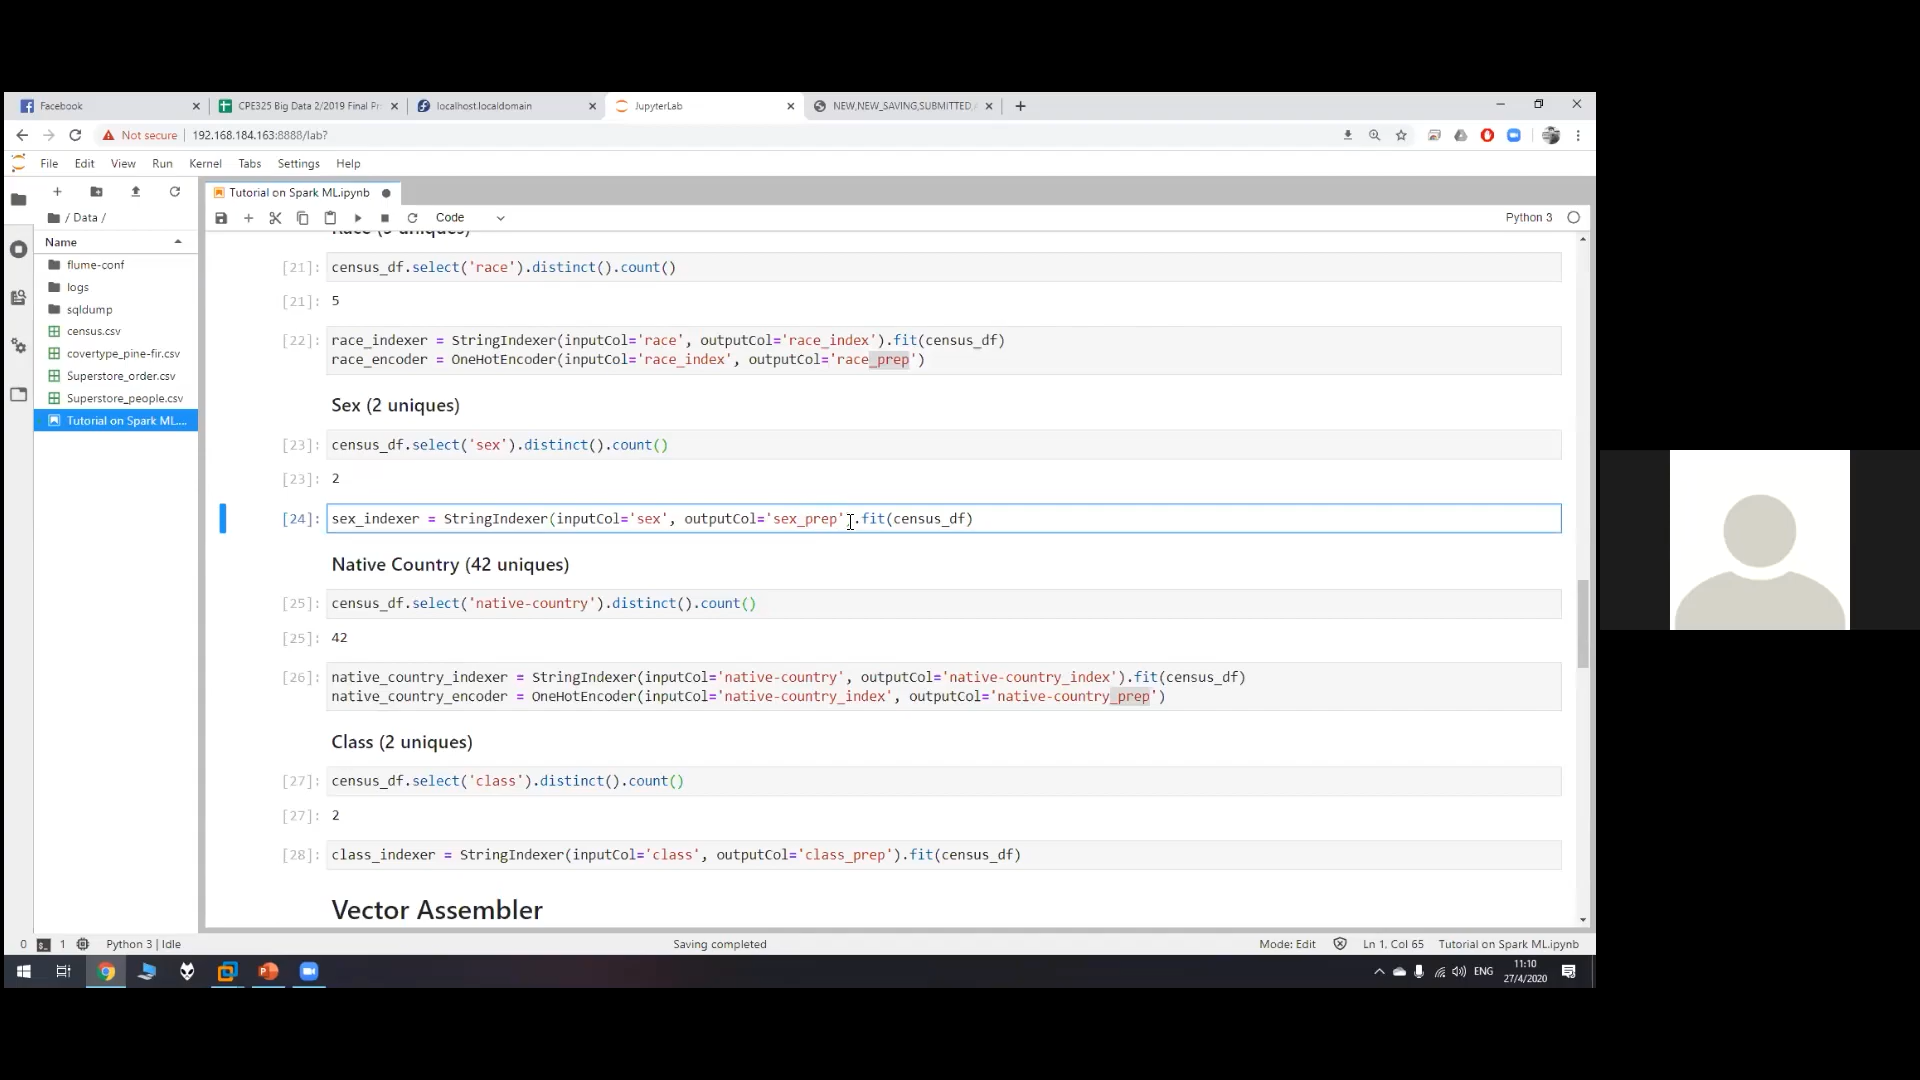 Facebook
CPE325 Big Data 2/2019 Final Pr
localhost.localdomain
JupyterLab
NEW,NEW_SAVING,SUBMITTED,
Not secure
192.168.184.163:8888/lab?
File Edit View Run Kernel Tabs Settings Help
/ Data /
Name
flume-conf
logs
sqldump
census.csv
covertype_pine-fir.csv
Superstore_order.csv
Superstore_people.csv
Tutorial on Spark ML....
Tutorial on Spark ML.ipynb
Code
Python 3
Race (5 uniques)
[21]: census_df.select('race').distinct().count()
[21]: 5
[22]: race_indexer = StringIndexer(inputCol='race', outputCol='race_index').fit(census_df)
race_encoder = OneHotEncoder(inputCol='race_index', outputCol='race_prep')
Sex (2 uniques)
[23]: census_df.select('sex').distinct().count()
[23]: 2
[24]: sex_indexer = StringIndexer(inputCol='sex', outputCol='sex_prep').fit(census_df)
Native Country (42 uniques)
[25]: census_df.select('native-country').distinct().count()
[25]: 42
[26]: native_country_indexer = StringIndexer(inputCol='native-country', outputCol='native-country_index').fit(census_df)
native_country_encoder = OneHotEncoder(inputCol='native-country_index', outputCol='native-country_prep')
Class (2 uniques)
[27]: census_df.select('class').distinct().count()
[27]: 2
[28]: class_indexer = StringIndexer(inputCol='class', outputCol='class_prep').fit(census_df)
Vector Assembler
0 1 Python 3 | Idle
Saving completed
Mode: Edit
Ln 1, Col 65
Tutorial on Spark ML.ipynb
ENG
11:10
27/4/2020